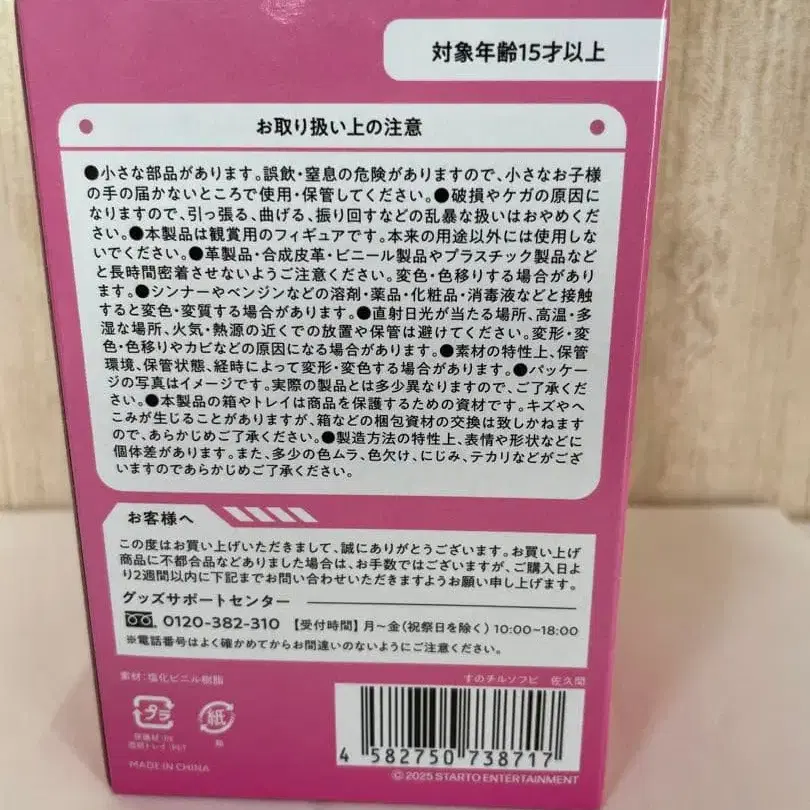 対象年齢15才以上
お取り扱い上の注意
●小さな部品があります。誤飲・窒息の危険がありますので、小さなお子様
の手の届かないところで使用・保管してください。●破損やケガの原因に
なりますので、引っ張る、曲げる、振り回すなどの乱暴な扱いはおやめくだ
さい。●本製品は観賞用のフィギュアです。本来の用途以外には使用しな
いでください。●革製品・合成皮革・ビニール製品やプラスチック製品など
と長時間密着させないようご注意ください。変色・色移りする場合があり
ます。●シンナーやベンジンなどの溶剤・薬品・化粧品・消毒液などと接触
すると変色・変質する場合があります。●直射日光が当たる場所、高温・多
湿な場所、火気・熱源の近くでの放置や保管は避けてください。変形・変
色・色移りやカビなどの原因になる場合があります。●素材の特性上、保管
環境、保管状態、経時によって変形・変色する場合があります。●パッケー
ジの写真はイメージです。実際の製品とは多少異なりますので、ご了承くだ
さい。●本製品の箱やトレイは商品を保護するための資材です。キズやへ
こみが生じることがありますが、箱などの梱包資材の交換は致しかねます
ので、あらかじめご了承ください。●製造方法の特性上、表情や形状などに
個体差があります。また、多少の色ムラ、色欠け、にじみ、テカリなどがござ
いますのであらかじめご了承ください。
お客様へ
この度はお買い上げいただきまして、誠にありがとうございます。お買い上げ
商品に不都合品などありました場合は、お手数ではございますが、ご購入日よ
り2週間以内に下記までお問い合わせいただきますようお願い申し上げます。
グッズサポートセンター
0120-382-310 【受付時間】月〜金(祝祭日を除く)10:00~18:00
※電話番号はよく確かめてからお間違いのないようにご注意ください。
素材:塩化ビニル樹脂
すのチルソフビ 佐久間
プラ
紙
保護材:PE
透明トレイ:PET
箱
MADE IN CHINA
4 582750 738717
© 2025 STARTO ENTERTAINMENT